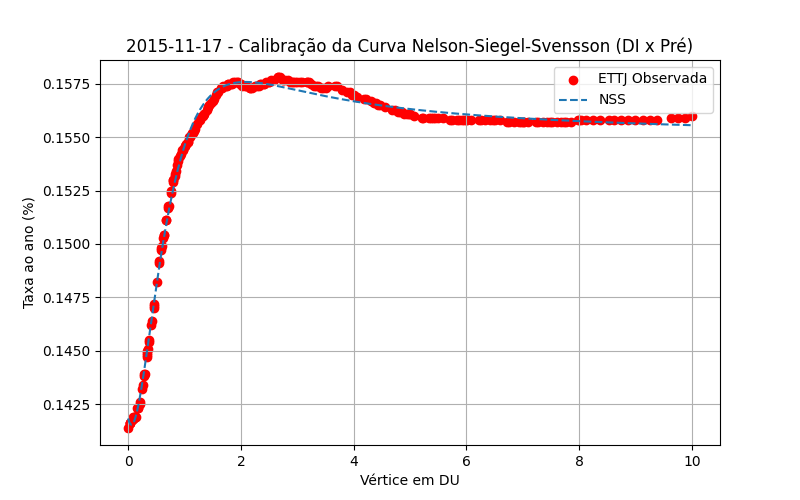 2015-11-17 - Calibração da Curva Nelson-Siegel-Svensson (DI x Pré)
ETTJ Observada
NSS
Taxa ao ano (%)
0.1575
0.1550
0.1525
0.1500
0.1475
0.1450
0.1425
0 2 4 6 8 10
Vértice em DU